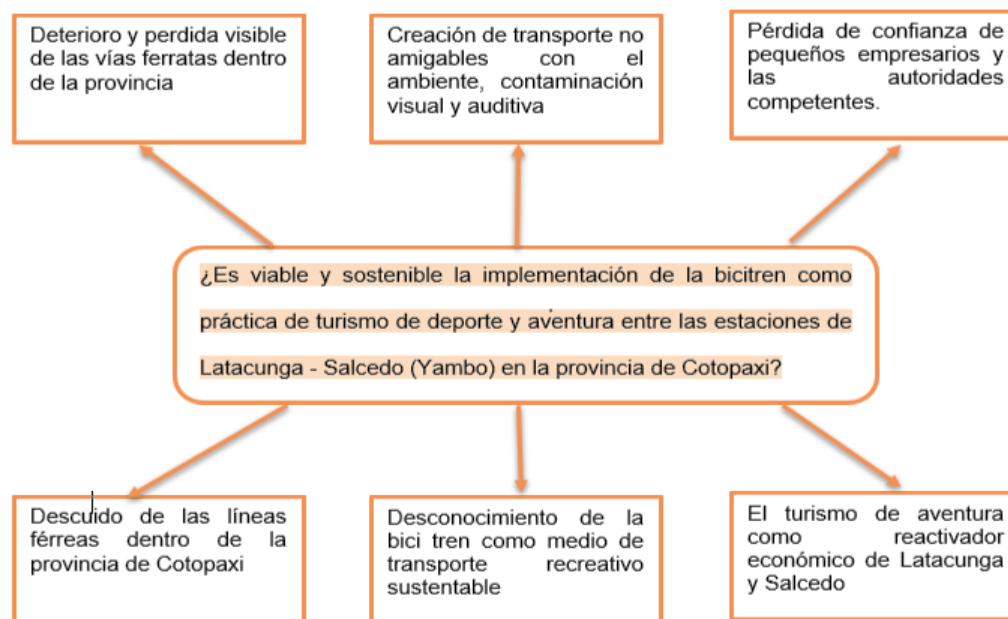 Deterioro y perdida visible
de las vías ferratas dentro
de la provincia
Creación de transporte no
amigables con el
ambiente, contaminación
visual y auditiva
Pérdida de confianza de
pequeños empresarios y
las autoridades
competentes.
¿Es viable y sostenible la implementación de la bicitren como
práctica de turismo de deporte y aventura entre las estaciones de
Latacunga - Salcedo (Yambo) en la provincia de Cotopaxi?
Descuido de las líneas
férreas dentro de la
provincia de Cotopaxi
Desconocimiento de la
bici tren como medio de
transporte recreativo
sustentable
El turismo de aventura
como reactivador
económico de Latacunga
y Salcedo